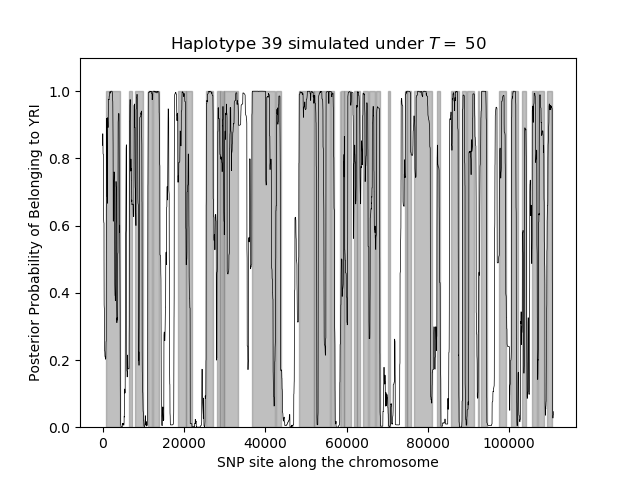 Haplotype 39 simulated under T = 50
Posterior Probability of Belonging to YRI
1.0
0.8
0.6
0.4
0.2
0.0
0 20000 40000 60000 80000 100000
SNP site along the chromosome